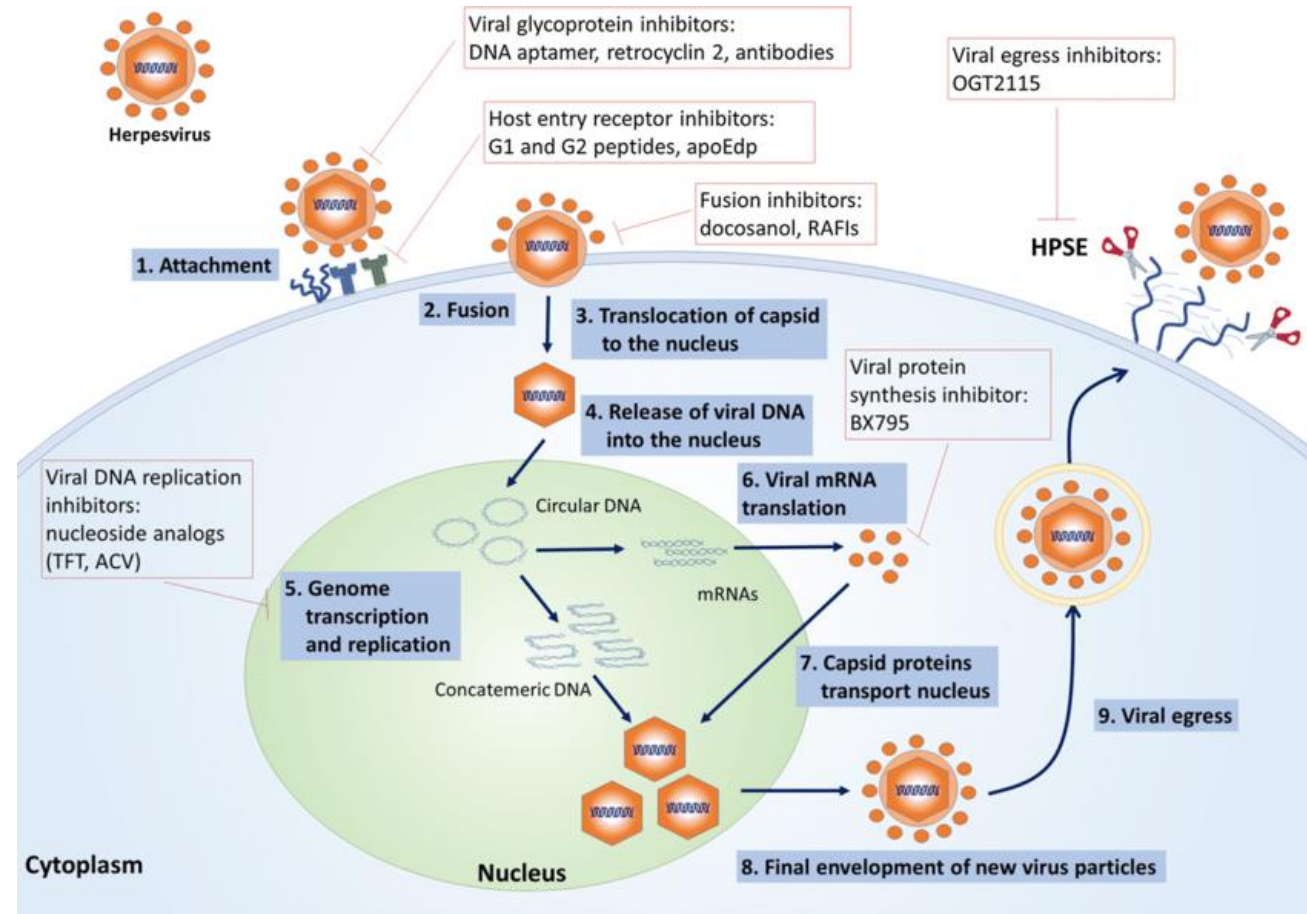 Herpesvirus
Viral glycoprotein inhibitors:
DNA aptamer, retrocyclin 2, antibodies
Host entry receptor inhibitors:
G1 and G2 peptides, apoEdp
Fusion inhibitors:
docosanol, RAFIs
Viral egress inhibitors:
OGT2115
HPSE
1. Attachment
2. Fusion
3. Translocation of capsid
to the nucleus
4. Release of viral DNA
into the nucleus
Viral protein
synthesis inhibitor:
BX795
Viral DNA replication
inhibitors:
nucleoside analogs
(TFT, ACV)
5. Genome
transcription
and replication
Circular DNA
mRNAs
6. Viral mRNA
translation
Concatemeric DNA
7. Capsid proteins
transport nucleus
8. Final envelopment of new virus particles
9. Viral egress
Cytoplasm
Nucleus